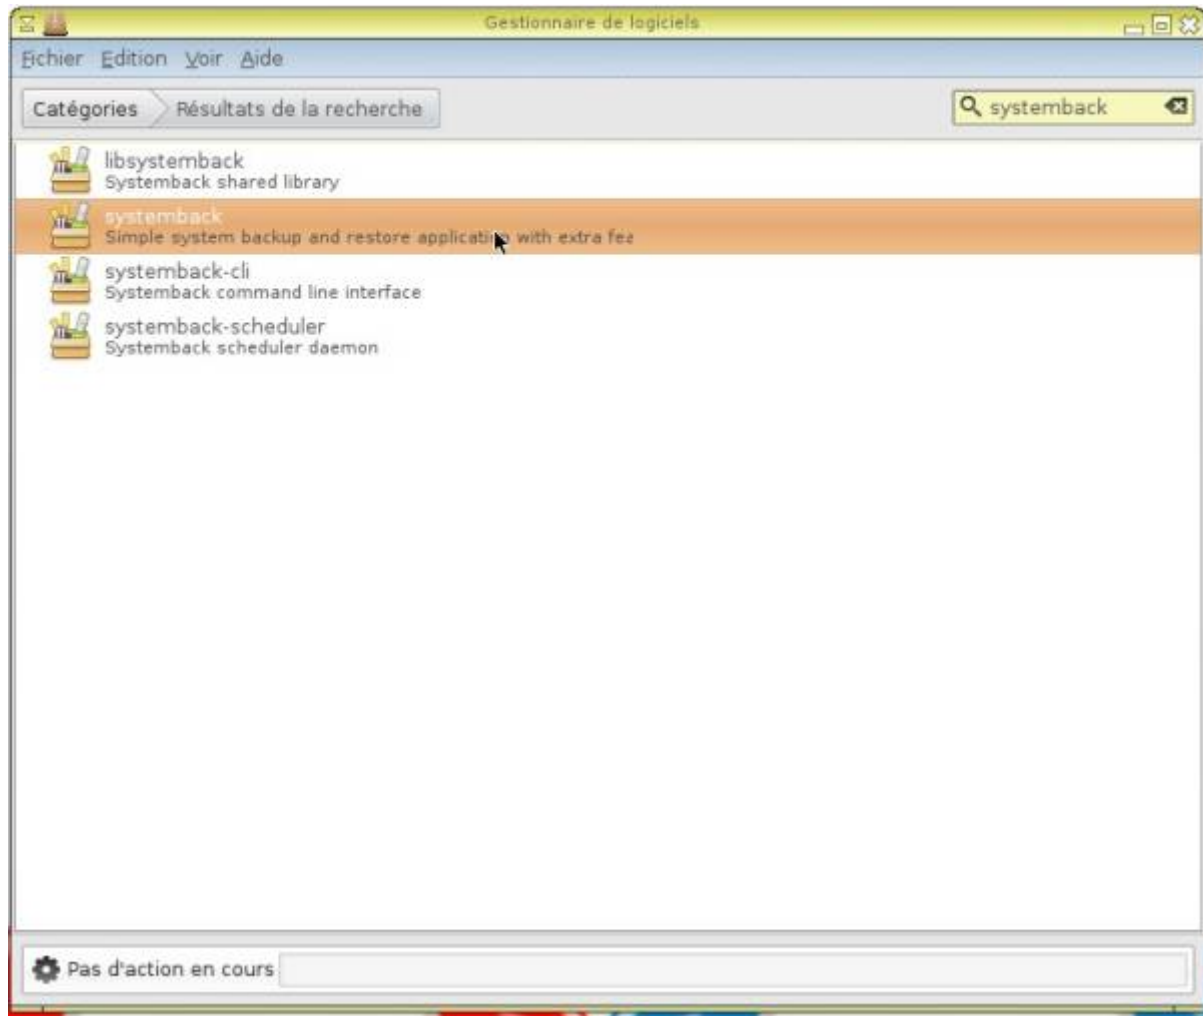 Gestionnaire de logiciels
Fichier Edition Voir Aide
Catégories Résultats de la recherche systemback
libsystemback
Systemback shared library
systemback
Simple system backup and restore application with extra fea
systemback-cli
Systemback command line interface
systemback-scheduler
Systemback scheduler daemon
Pas d'action en cours